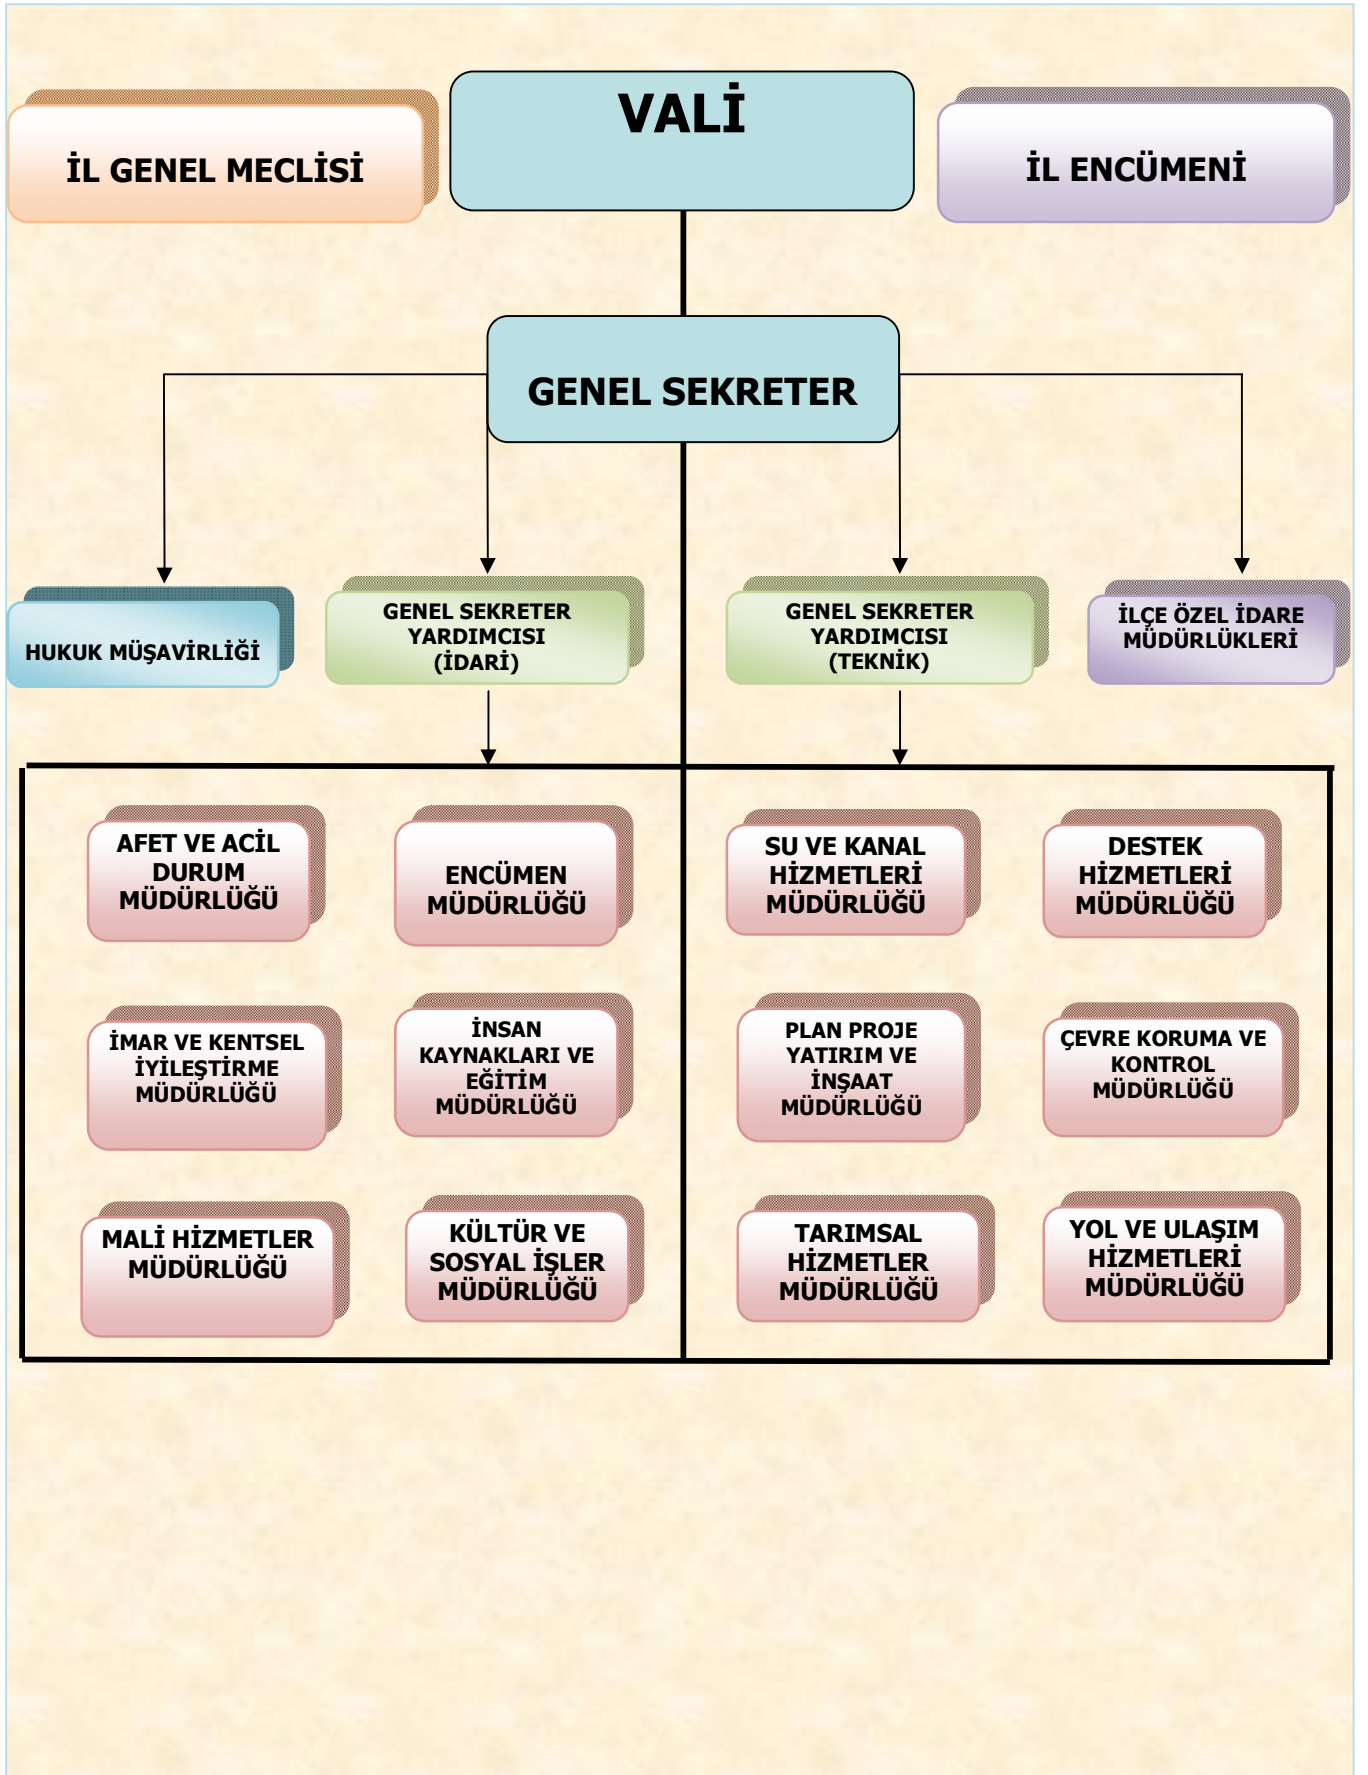 VALİ
İL GENEL MECLİSİ
İL ENCÜMENİ
GENEL SEKRETER
HUKUK MÜŞAVİRLİĞİ
GENEL SEKRETER
YARDIMCISI
(İDARİ)
GENEL SEKRETER
YARDIMCISI
(TEKNİK)
İLÇE ÖZEL İDARE
MÜDÜRLÜKLERİ
AFET VE ACİL
DURUM
MÜDÜRLÜĞÜ
ENCÜMEN
MÜDÜRLÜĞÜ
SU VE KANAL
HİZMETLERİ
MÜDÜRLÜĞÜ
DESTEK
HİZMETLERİ
MÜDÜRLÜĞÜ
İMAR VE KENTSEL
İYİLEŞTİRME
MÜDÜRLÜĞÜ
İNSAN
KAYNAKLARI VE
EĞİTİM
MÜDÜRLÜĞÜ
PLAN PROJE
YATIRIM VE
İNŞAAT
MÜDÜRLÜĞÜ
ÇEVRE KORUMA VE
KONTROL
MÜDÜRLÜĞÜ
MALİ HİZMETLER
MÜDÜRLÜĞÜ
KÜLTÜR VE
SOSYAL İŞLER
MÜDÜRLÜĞÜ
TARIMSAL
HİZMETLER
MÜDÜRLÜĞÜ
YOL VE ULAŞIM
HİZMETLERİ
MÜDÜRLÜĞÜ